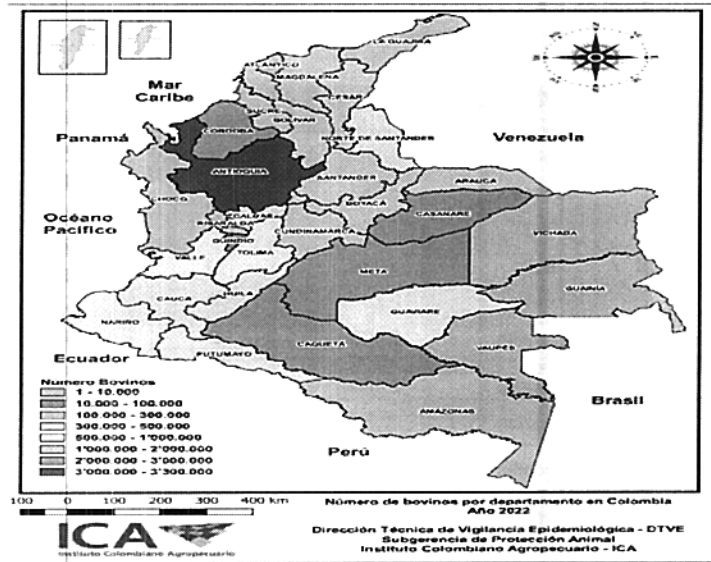 LA GUAJIRA
ATLANTICO
MAGDALENA
Mar
Caribe
CESAR
SUCRE
BOLIVAR
CORDOBA
NORTE DE SANTANDER
Panamá
Venezuela
ANTIOQUIA
SANTANDER
ARAUCA
CHOCO
BOYACÁ
CASANARE
Océano
Pacífico
CALDAS
RISARALDA
CUNDINAMARCA
VICHADA
QUINDIO
VALLE
TOLIMA
META
GUAINÍA
CAUCA
HUILA
GUAVIARE
NARIÑO
VAUPÉS
Ecuador
PUTUMAYO
CAQUETA
Brasil
AMAZONAS
Perú
Numero Bovinos
1 - 10.000
10.000 - 100.000
100.000 - 300.000
300.000 - 500.000
500.000 - 1'000.000
1'000.000 - 2'000.000
2'000.000 - 3'000.000
3'000.000 - 3'300.000
100 0 100 200 300 400 km
Número de bovinos por departamento en Colombia
Año 2022
ICA
Instituto Colombiano Agropecuario
Dirección Técnica de Vigilancia Epidemiológica - DTVE
Subgerencia de Protección Animal
Instituto Colombiano Agropecuario - ICA